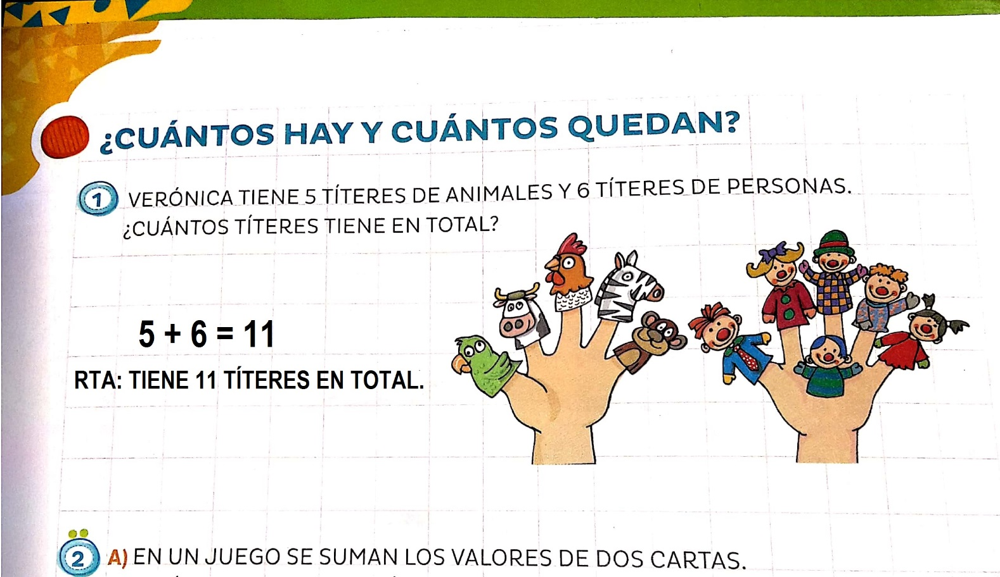 ¿CUÁNTOS HAY Y CUÁNTOS QUEDAN?
1 VERÓNICA TIENE 5 TÍTERES DE ANIMALES Y 6 TÍTERES DE PERSONAS.
¿CUÁNTOS TÍTERES TIENE EN TOTAL?
5 + 6 = 11
RTA: TIENE 11 TÍTERES EN TOTAL.
2 A) EN UN JUEGO SE SUMAN LOS VALORES DE DOS CARTAS.